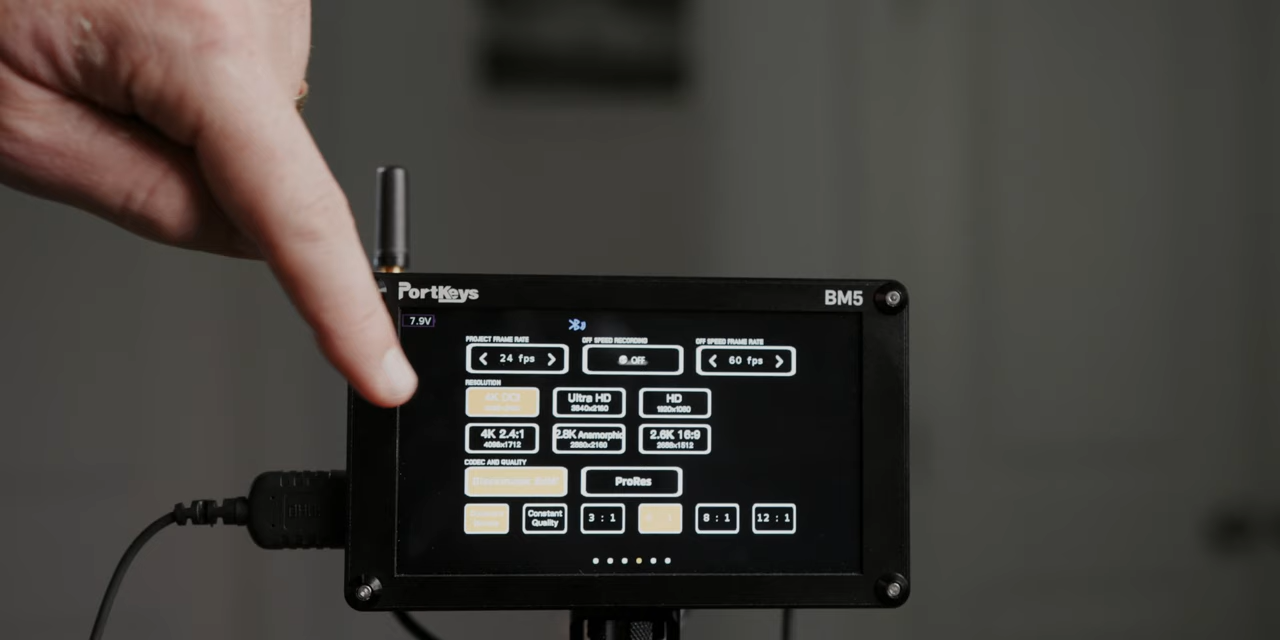 PortKeys
BM5
7.9V
PROJECT FRAME RATE
OFF SPEED RECORDING
OFF SPEED FRAME RATE
24 fps
OFF
60 fps
RESOLUTION
4K DCI
Ultra HD
3840x2160
HD
1920x1080
4K 2.4:1
4096x1712
2.8K Anamorphic
2880x2160
2.6K 16:9
2688x1512
CODEC AND QUALITY
ProRes
Constant
Quality
3 : 1
8 : 1
12 : 1